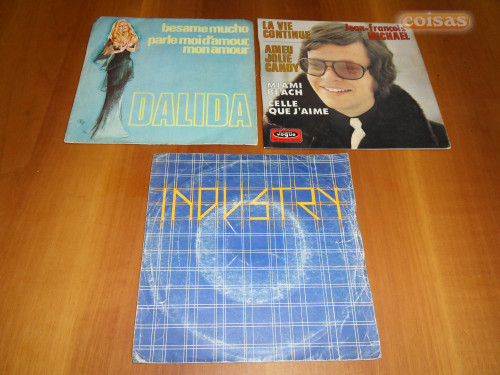 besame mucho
parle moi d'amour,
mon amour
DALIDA
LA VIE
CONTINUE
Jean-François
MICHAEL
ADIEU
JOLIE
CANDY
MIAMI
BEACH
CELLE
QUE J'AIME
VOGUE
INDUSTRY
coisas